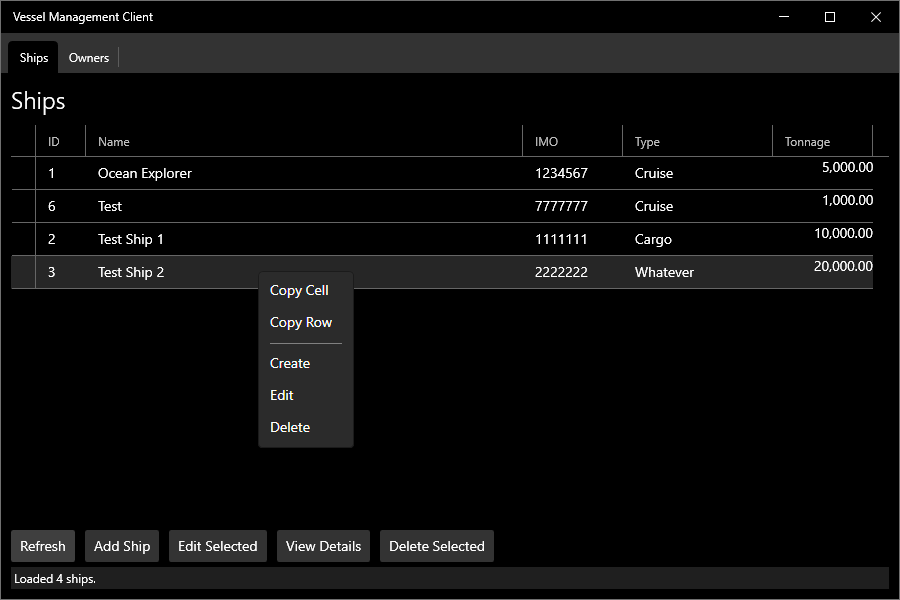 Vessel Management Client
Ships Owners
Ships
ID Name IMO Type Tonnage
1 Ocean Explorer 1234567 Cruise 5,000.00
6 Test 7777777 Cruise 1,000.00
2 Test Ship 1 1111111 Cargo 10,000.00
3 Test Ship 2 2222222 Whatever 20,000.00
Copy Cell
Copy Row
Create
Edit
Delete
Refresh Add Ship Edit Selected View Details Delete Selected
Loaded 4 ships.